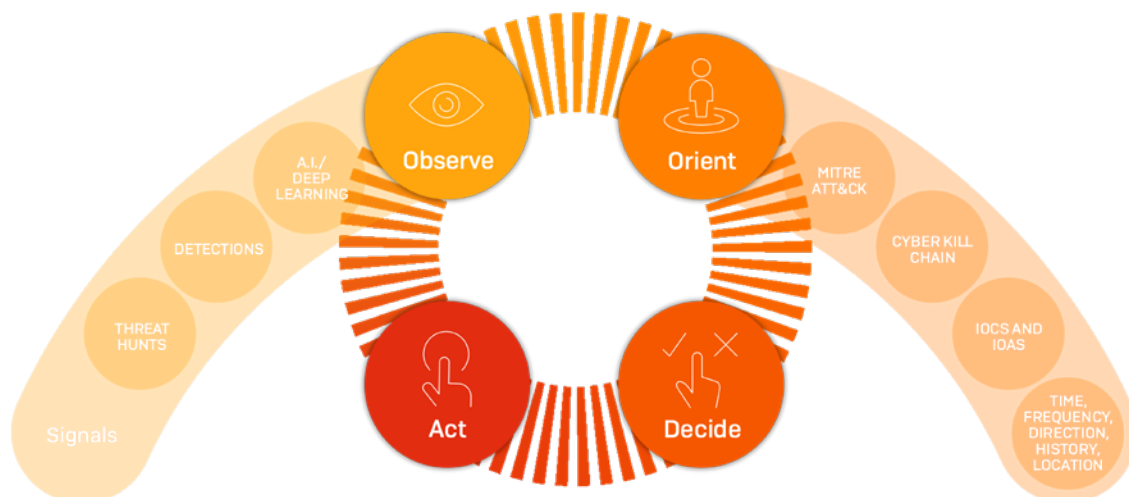 Observe
Orient
A.I./
DEEP
LEARNING
MITRE
ATT&CK
DETECTIONS
CYBER KILL
CHAIN
THREAT
HUNTS
IOCS AND
IOAS
Signals
Act
Decide
TIME,
FREQUENCY,
DIRECTION,
HISTORY,
LOCATION